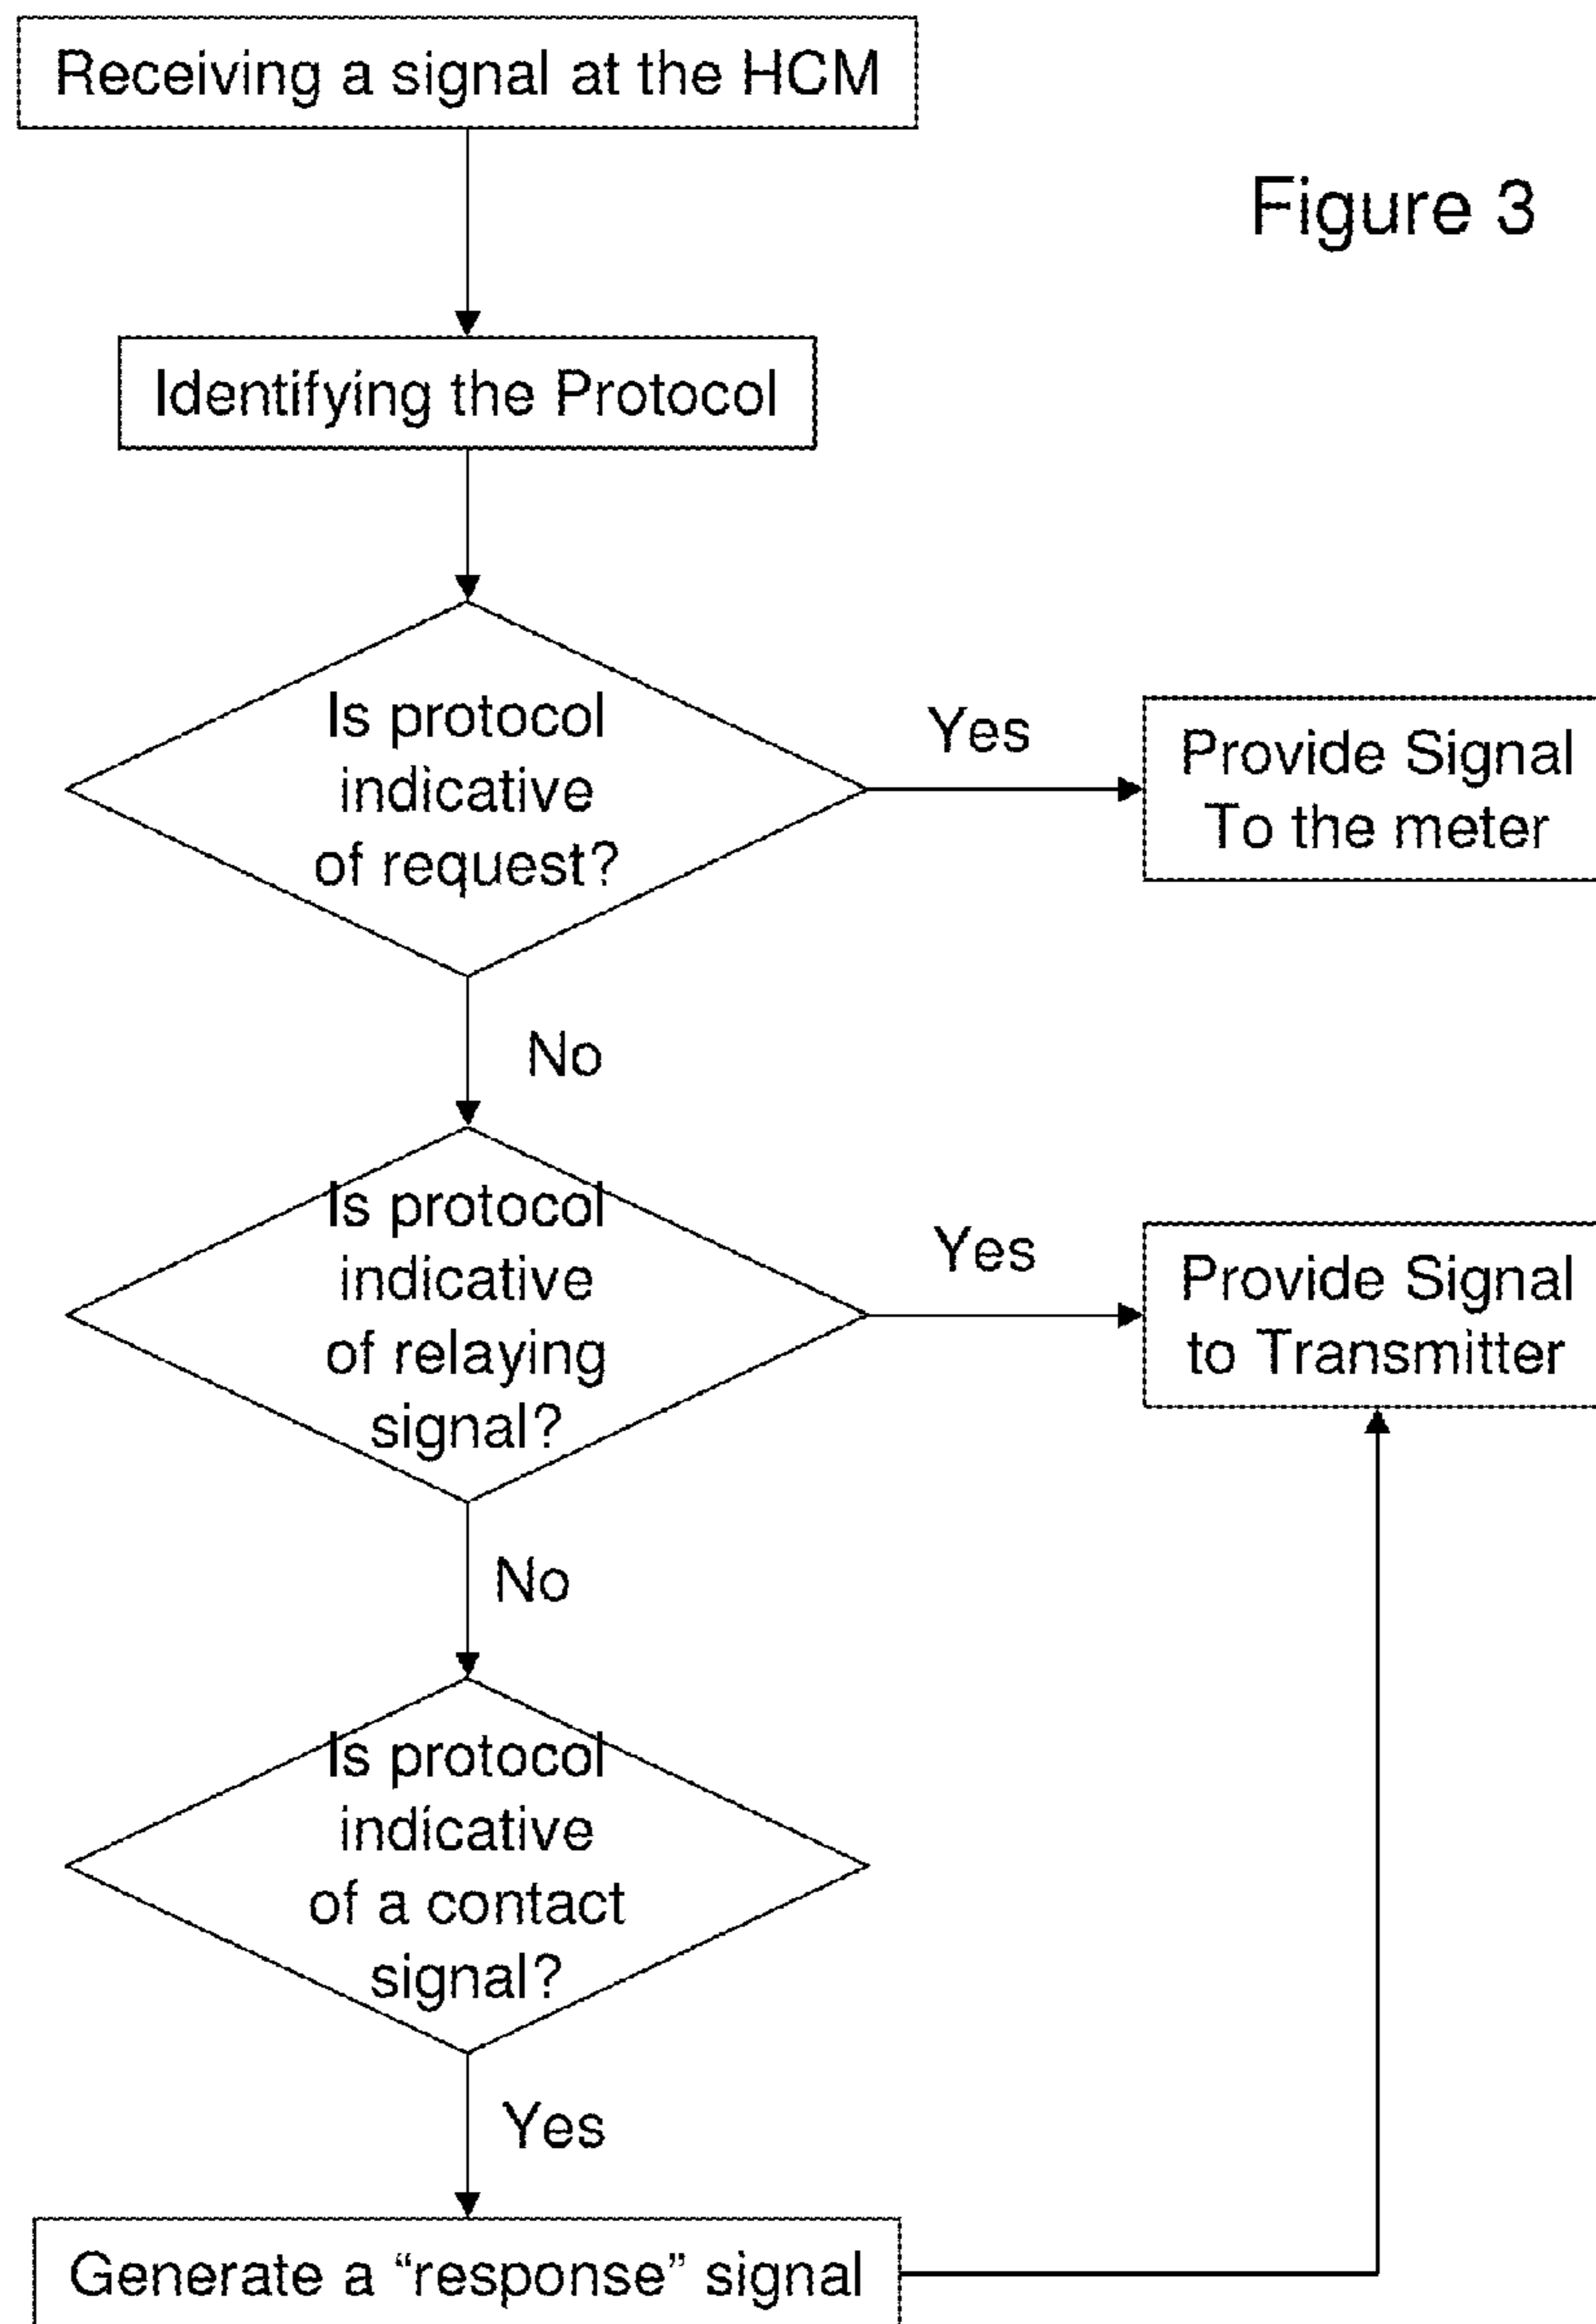 Receiving a signal at the HCM
Figure 3
Identifying the Protocol
Is protocol
indicative
of request?
Yes
Provide Signal
To the meter
No
Is protocol
indicative
of relaying
signal?
Yes
Provide Signal
to Transmitter
No
Is protocol
indicative
of a contact
signal?
Yes
Generate a “response” signal